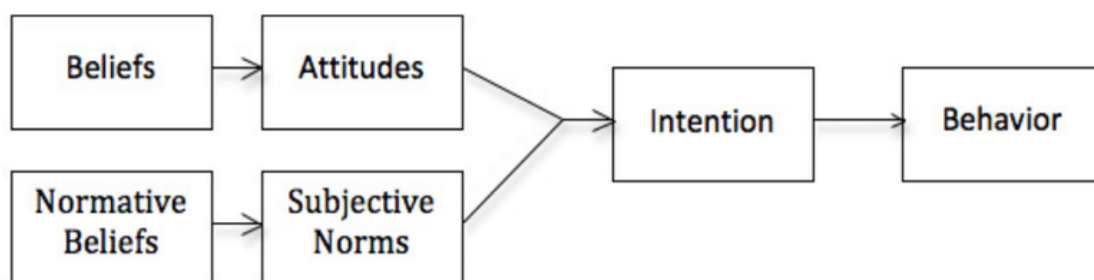 Beliefs
Attitudes
Intention
Behavior
Normative
Beliefs
Subjective
Norms